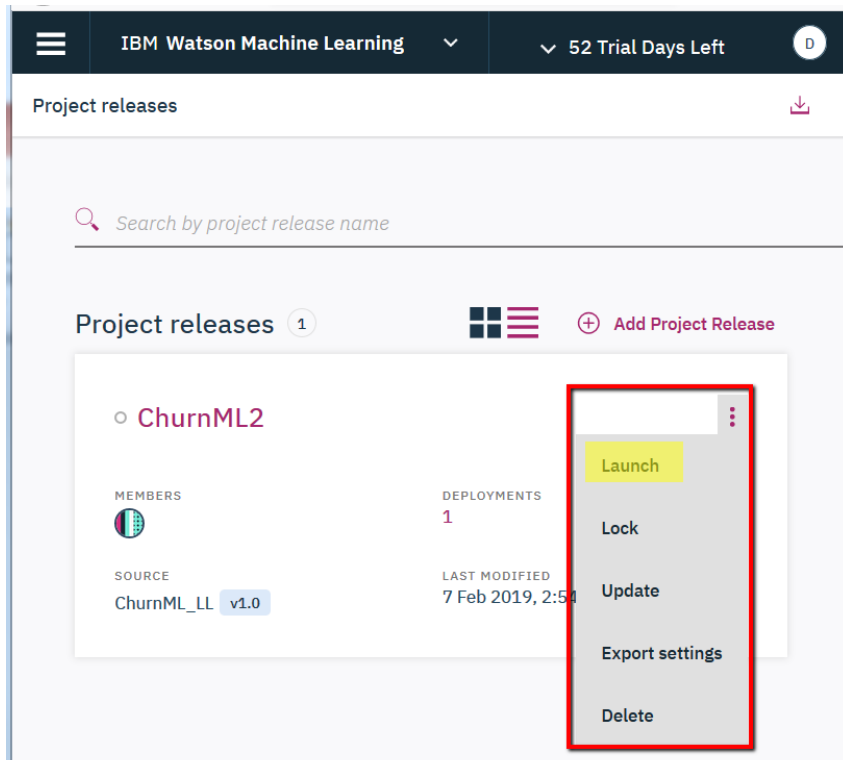 IBM Watson Machine Learning
52 Trial Days Left
D
Project releases
Search by project release name
Project releases 1
Add Project Release
ChurnML2
Launch
MEMBERS
DEPLOYMENTS
1
Lock
SOURCE
LAST MODIFIED
ChurnML_LL v1.0
7 Feb 2019, 2:54
Update
Export settings
Delete